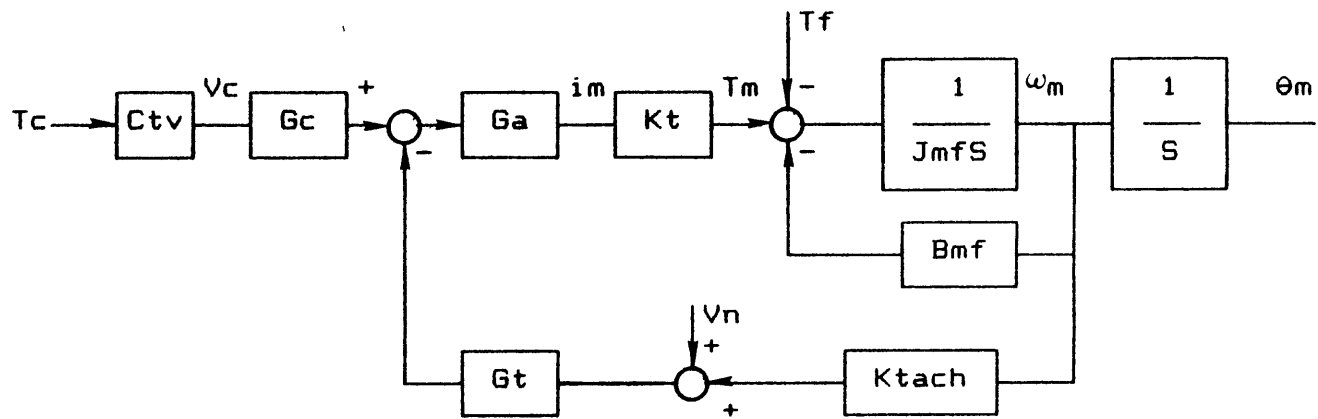 Tf
Vc + im Tm - 1 ωm 1 θm
Tc Ctv Gc Ga Kt
- - JmfS S
Bmf
Vn
+
Gt Ktach
+